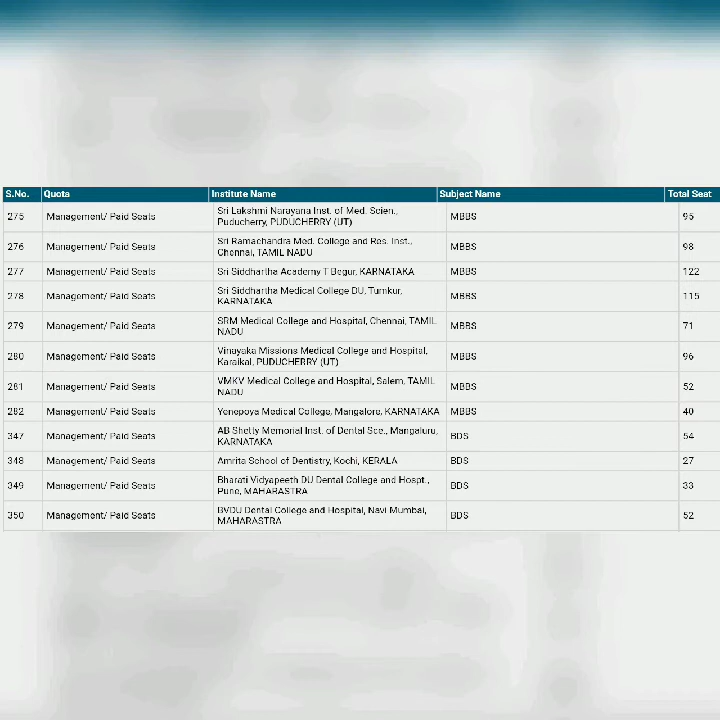 S.No. Quota Institute Name Subject Name Total Seat
275 Management/ Paid Seats Sri Lakshmi Narayana Inst. of Med. Scien., MBBS 95
Puducherry, PUDUCHERRY (UT)
276 Management/ Paid Seats Sri Ramachandra Med. College and Res. Inst., MBBS 98
Chennai, TAMIL NADU
277 Management/ Paid Seats Sri Siddhartha Academy T Begur, KARNATAKA MBBS 122
278 Management/ Paid Seats Sri Siddhartha Medical College DU, Tumkur, MBBS 115
KARNATAKA
279 Management/ Paid Seats SRM Medical College and Hospital, Chennai, TAMIL MBBS 71
NADU
280 Management/ Paid Seats Vinayaka Missions Medical College and Hospital, MBBS 96
Karaikal, PUDUCHERRY (UT)
281 Management/ Paid Seats VMKV Medical College and Hospital, Salem, TAMIL MBBS 52
NADU
282 Management/ Paid Seats Yenepoya Medical College, Mangalore, KARNATAKA MBBS 40
347 Management/ Paid Seats AB Shetty Memorial Inst. of Dental Sce., Mangaluru, BDS 54
KARNATAKA
348 Management/ Paid Seats Amrita School of Dentistry, Kochi, KERALA BDS 27
349 Management/ Paid Seats Bharati Vidyapeeth DU Dental College and Hospt., BDS 33
Pune, MAHARASTRA
350 Management/ Paid Seats BVDU Dental College and Hospital, Navi Mumbai, BDS 52
MAHARASTRA